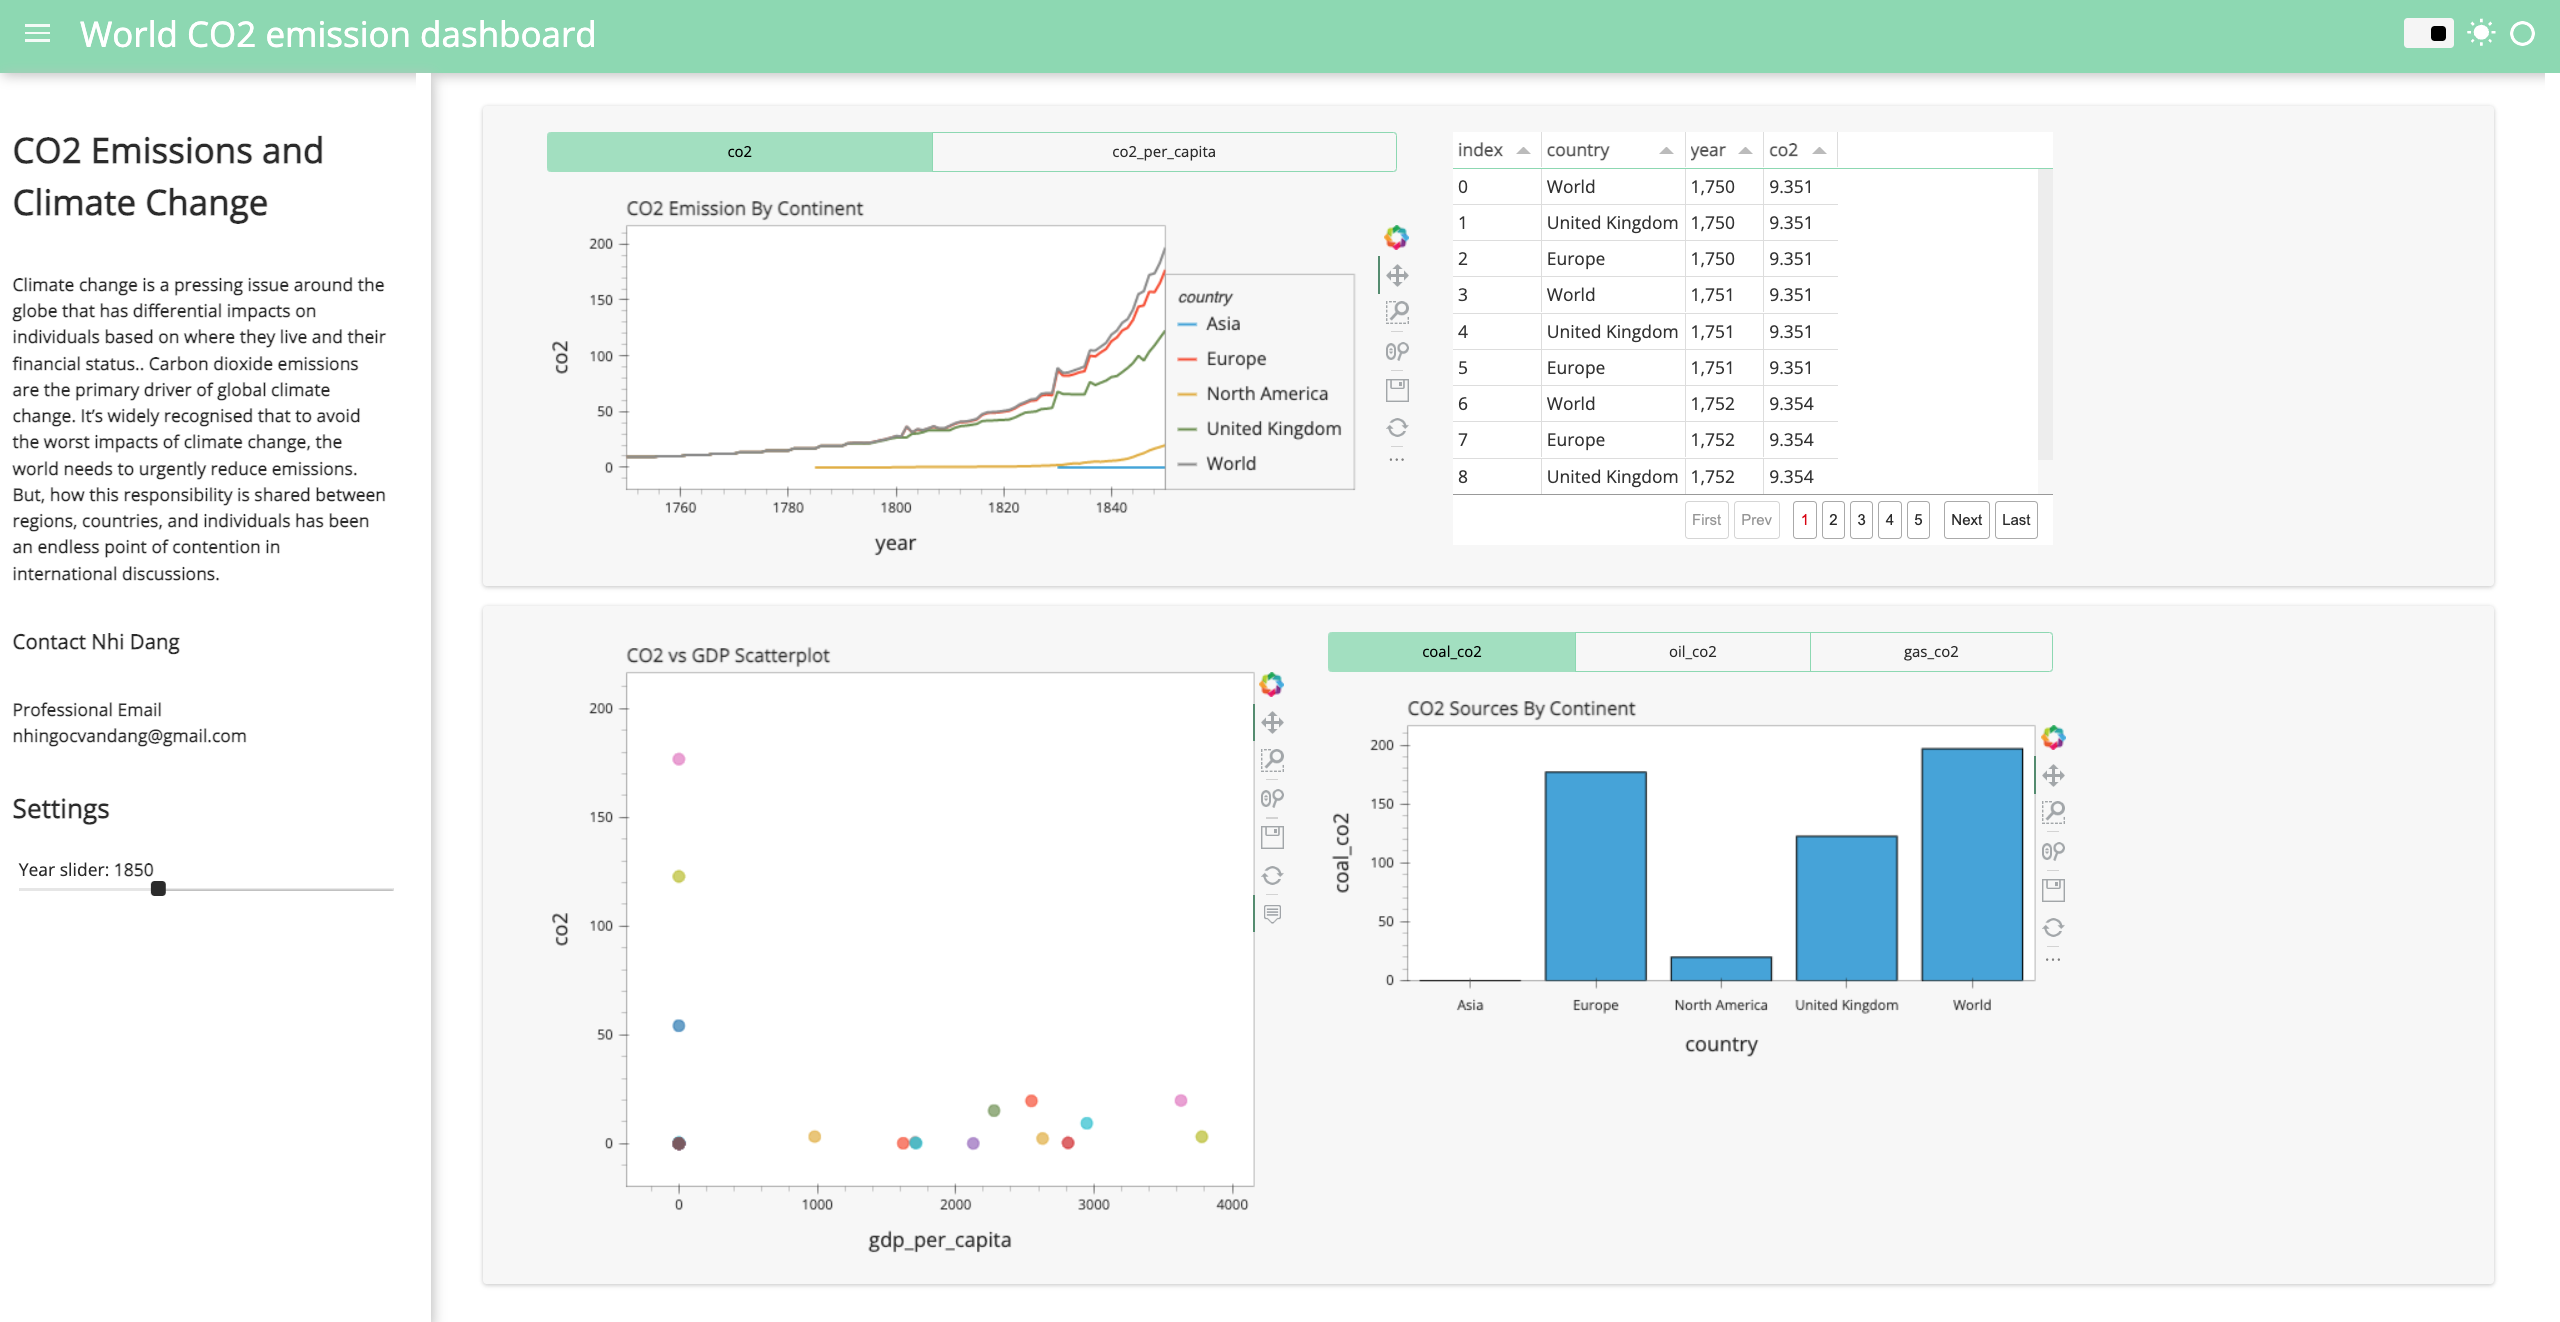 World CO2 emission dashboard
CO2 Emissions and
Climate Change
Climate change is a pressing issue around the
globe that has differential impacts on
individuals based on where they live and their
financial status.. Carbon dioxide emissions
are the primary driver of global climate
change. It’s widely recognised that to avoid
the worst impacts of climate change, the
world needs to urgently reduce emissions.
But, how this responsibility is shared between
regions, countries, and individuals has been
an endless point of contention in
international discussions.
Contact Nhi Dang
Professional Email
nhingocvandang@gmail.com
Settings
Year slider: 1850
co2 co2_per_capita
CO2 Emission By Continent
200
150
100
50
0
co2
1760 1780 1800 1820 1840
year
country
Asia
Europe
North America
United Kingdom
World
index country year co2
0 World 1,750 9.351
1 United Kingdom 1,750 9.351
2 Europe 1,750 9.351
3 World 1,751 9.351
4 United Kingdom 1,751 9.351
5 Europe 1,751 9.351
6 World 1,752 9.354
7 Europe 1,752 9.354
8 United Kingdom 1,752 9.354
First Prev 1 2 3 4 5 Next Last
CO2 vs GDP Scatterplot
200
150
100
50
0
co2
0 1000 2000 3000 4000
gdp_per_capita
coal_co2 oil_co2 gas_co2
CO2 Sources By Continent
200
150
100
50
0
coal_co2
Asia Europe North America United Kingdom World
country